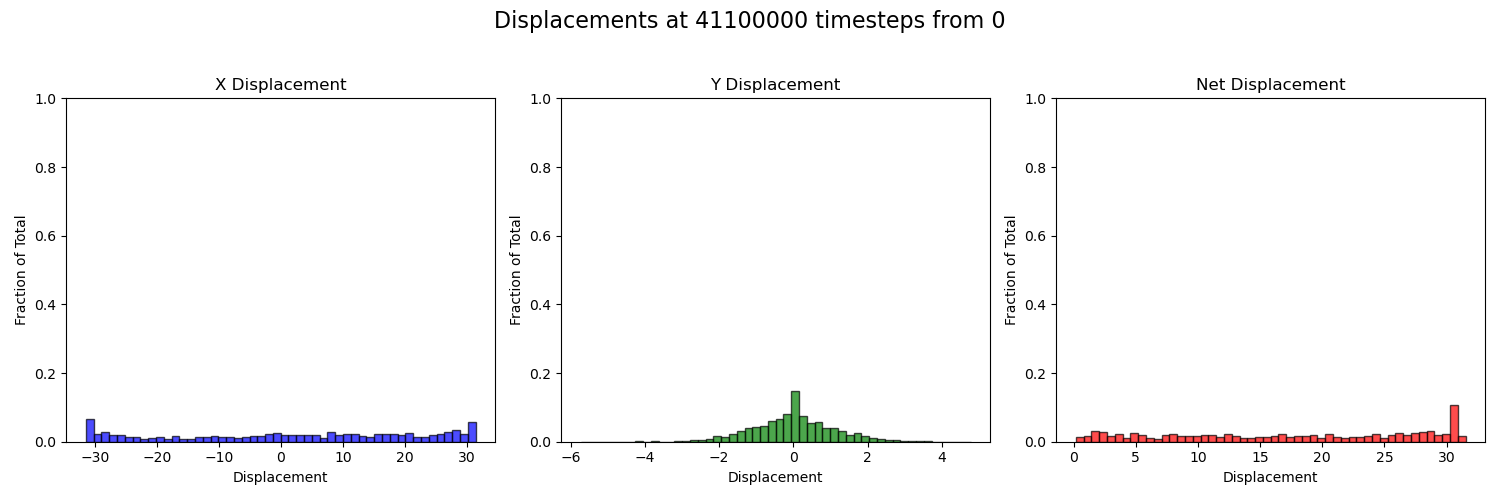 Displacements at 41100000 timesteps from 0
X Displacement
1.0
0.8
0.6
0.4
0.2
0.0
Fraction of Total
−30 −20 −10 0 10 20 30
Displacement
Y Displacement
1.0
0.8
0.6
0.4
0.2
0.0
Fraction of Total
−6 −4 −2 0 2 4
Displacement
Net Displacement
1.0
0.8
0.6
0.4
0.2
0.0
Fraction of Total
0 5 10 15 20 25 30
Displacement